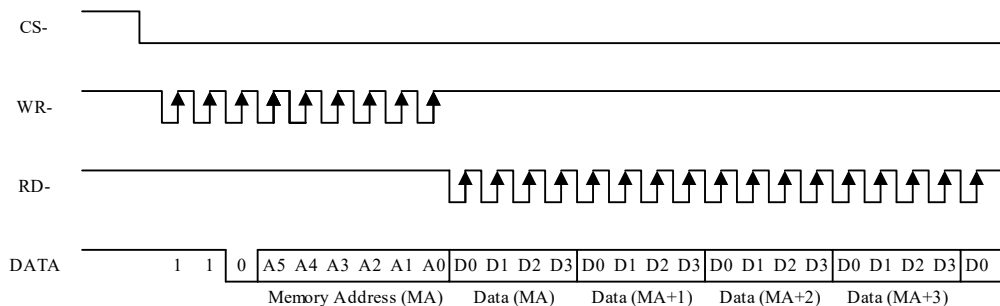 CS-
WR-
RD-
DATA 1 1 0 A5 A4 A3 A2 A1 A0 D0 D1 D2 D3 D0 D1 D2 D3 D0 D1 D2 D3 D0 D1 D2 D3 D0
Memory Address (MA) Data (MA) Data (MA+1) Data (MA+2) Data (MA+3)